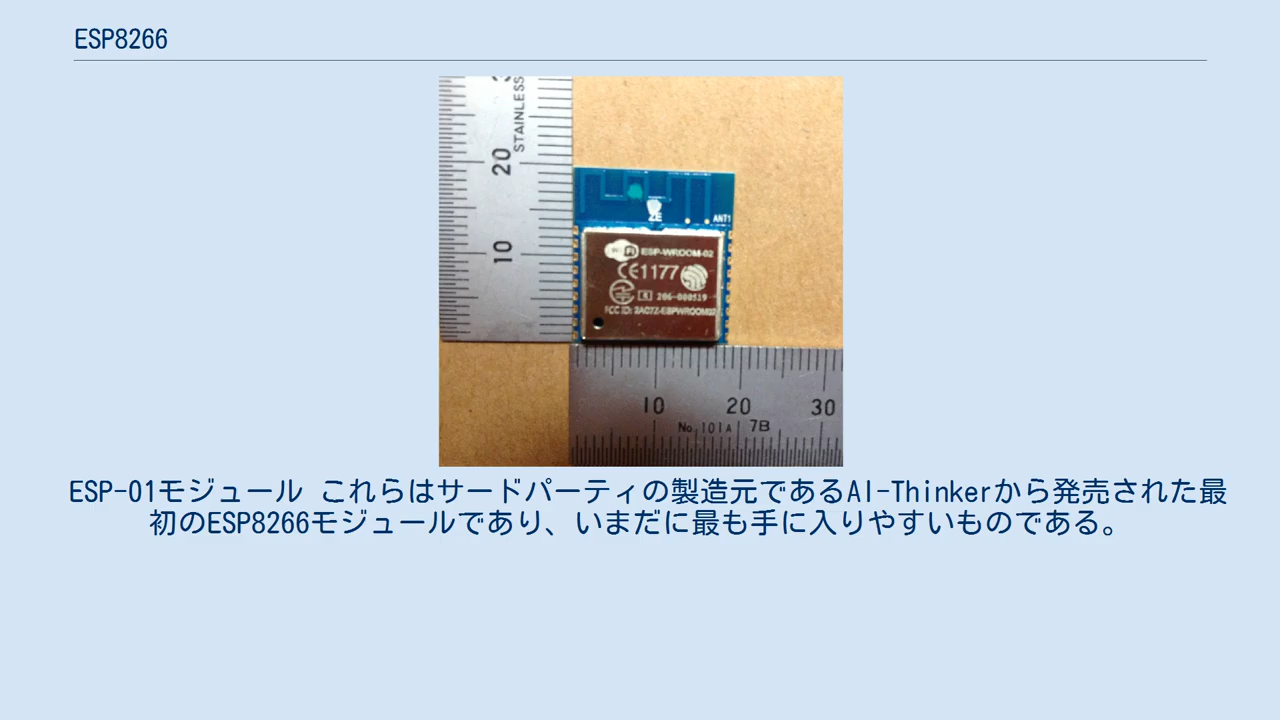 ESP8266
STAINLESS
20
10
ANT1
Wi Fi ESP-WROOM-02
CE1177
R 206-000519
FCC ID: 2AC7Z-ESPWROOM02
10 20 30
No. 101A 7B
ESP-01モジュール これらはサードパーティの製造元であるAI-Thinkerから発売された最
初のESP8266モジュールであり、いまだに最も手に入りやすいものである。